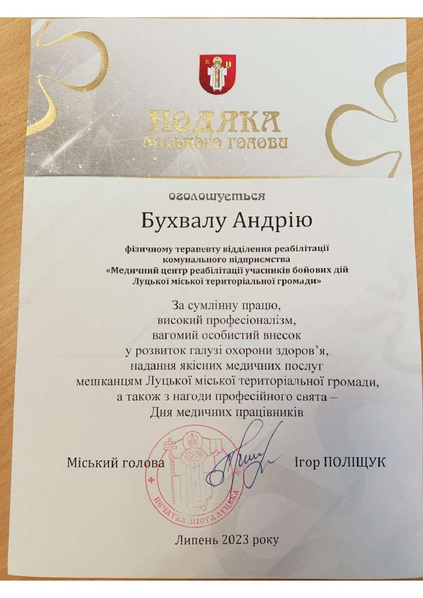 ПОДЯКА
МІСЬКОГО ГОЛОВИ
оголошується
Бухвалу Андрію
фізичному терапевту відділення реабілітації
комунального підприємства
«Медичний центр реабілітації учасників бойових дій
Луцької міської територіальної громади»
За сумлінну працю,
високий професіоналізм,
вагомий особистий внесок
у розвиток галузі охорони здоров’я,
надання якісних медичних послуг
мешканцям Луцької міської територіальної громади,
а також з нагоди професійного свята –
Дня медичних працівників
Міський голова Ігор ПОЛІЩУК
печатка міста луцька
Липень 2023 року